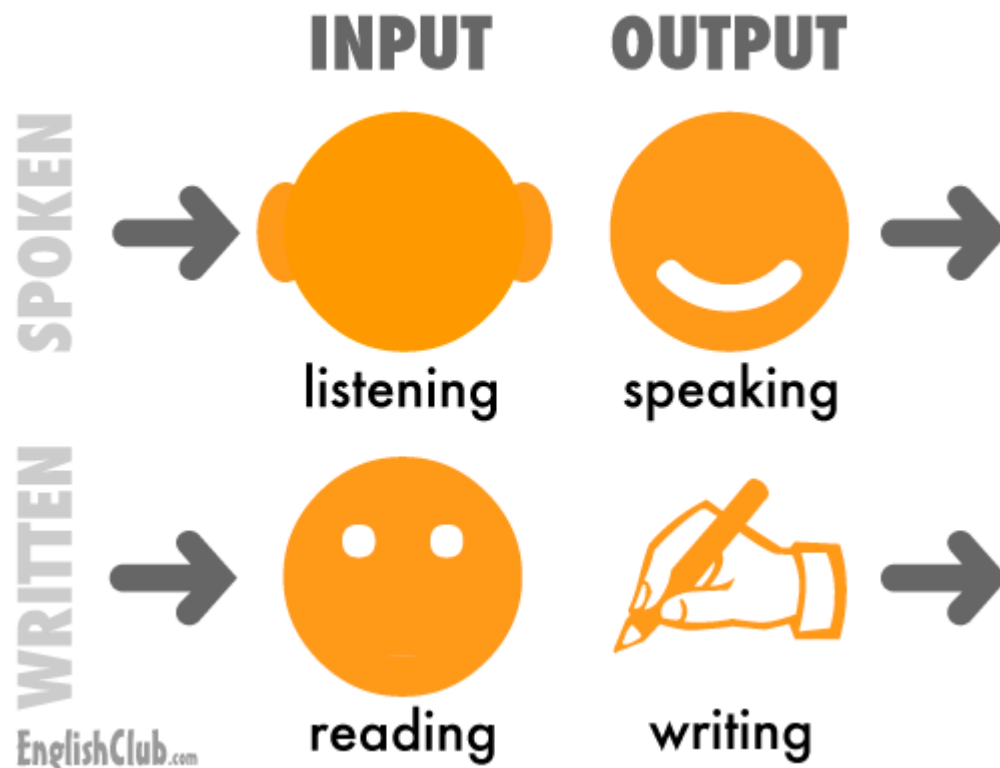 INPUT OUTPUT
SPOKEN
listening speaking
WRITTEN
reading writing
EnglishClub.com